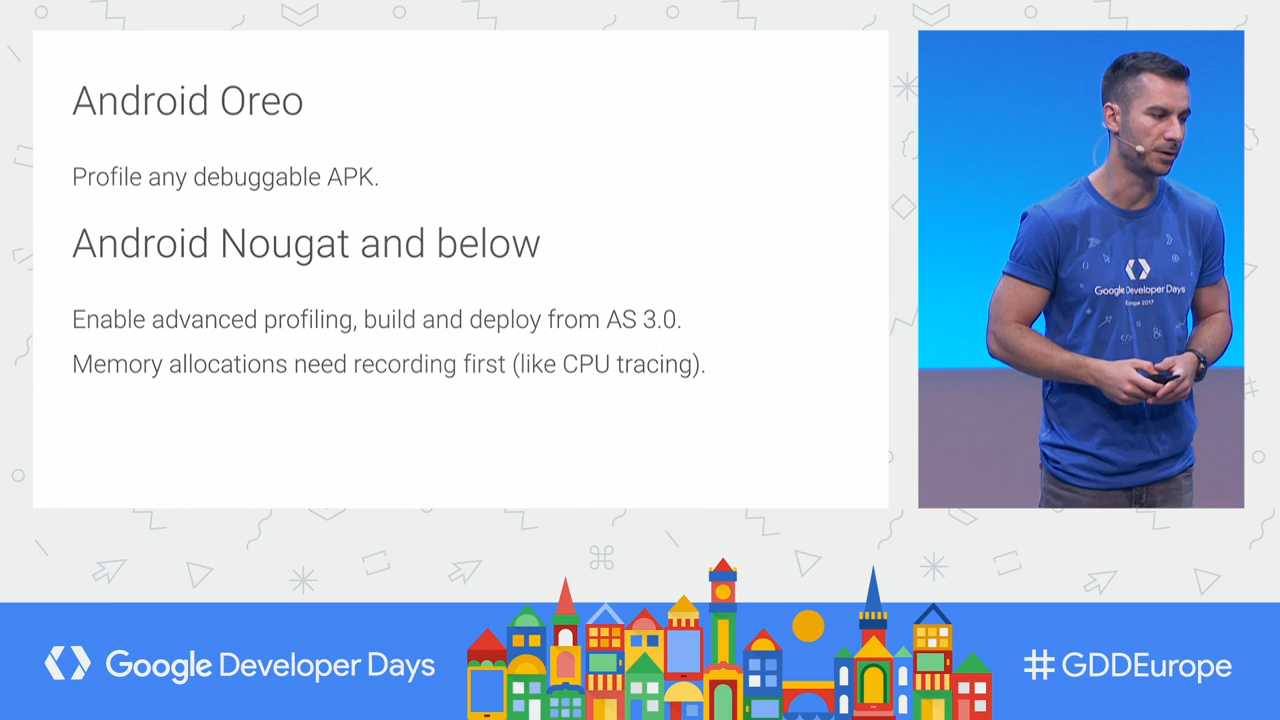 Android Oreo
Profile any debuggable APK.
Android Nougat and below
Enable advanced profiling, build and deploy from AS 3.0.
Memory allocations need recording first (like CPU tracing).
Google Developer Days
Europe 2017
Google Developer Days
#GDDEurope